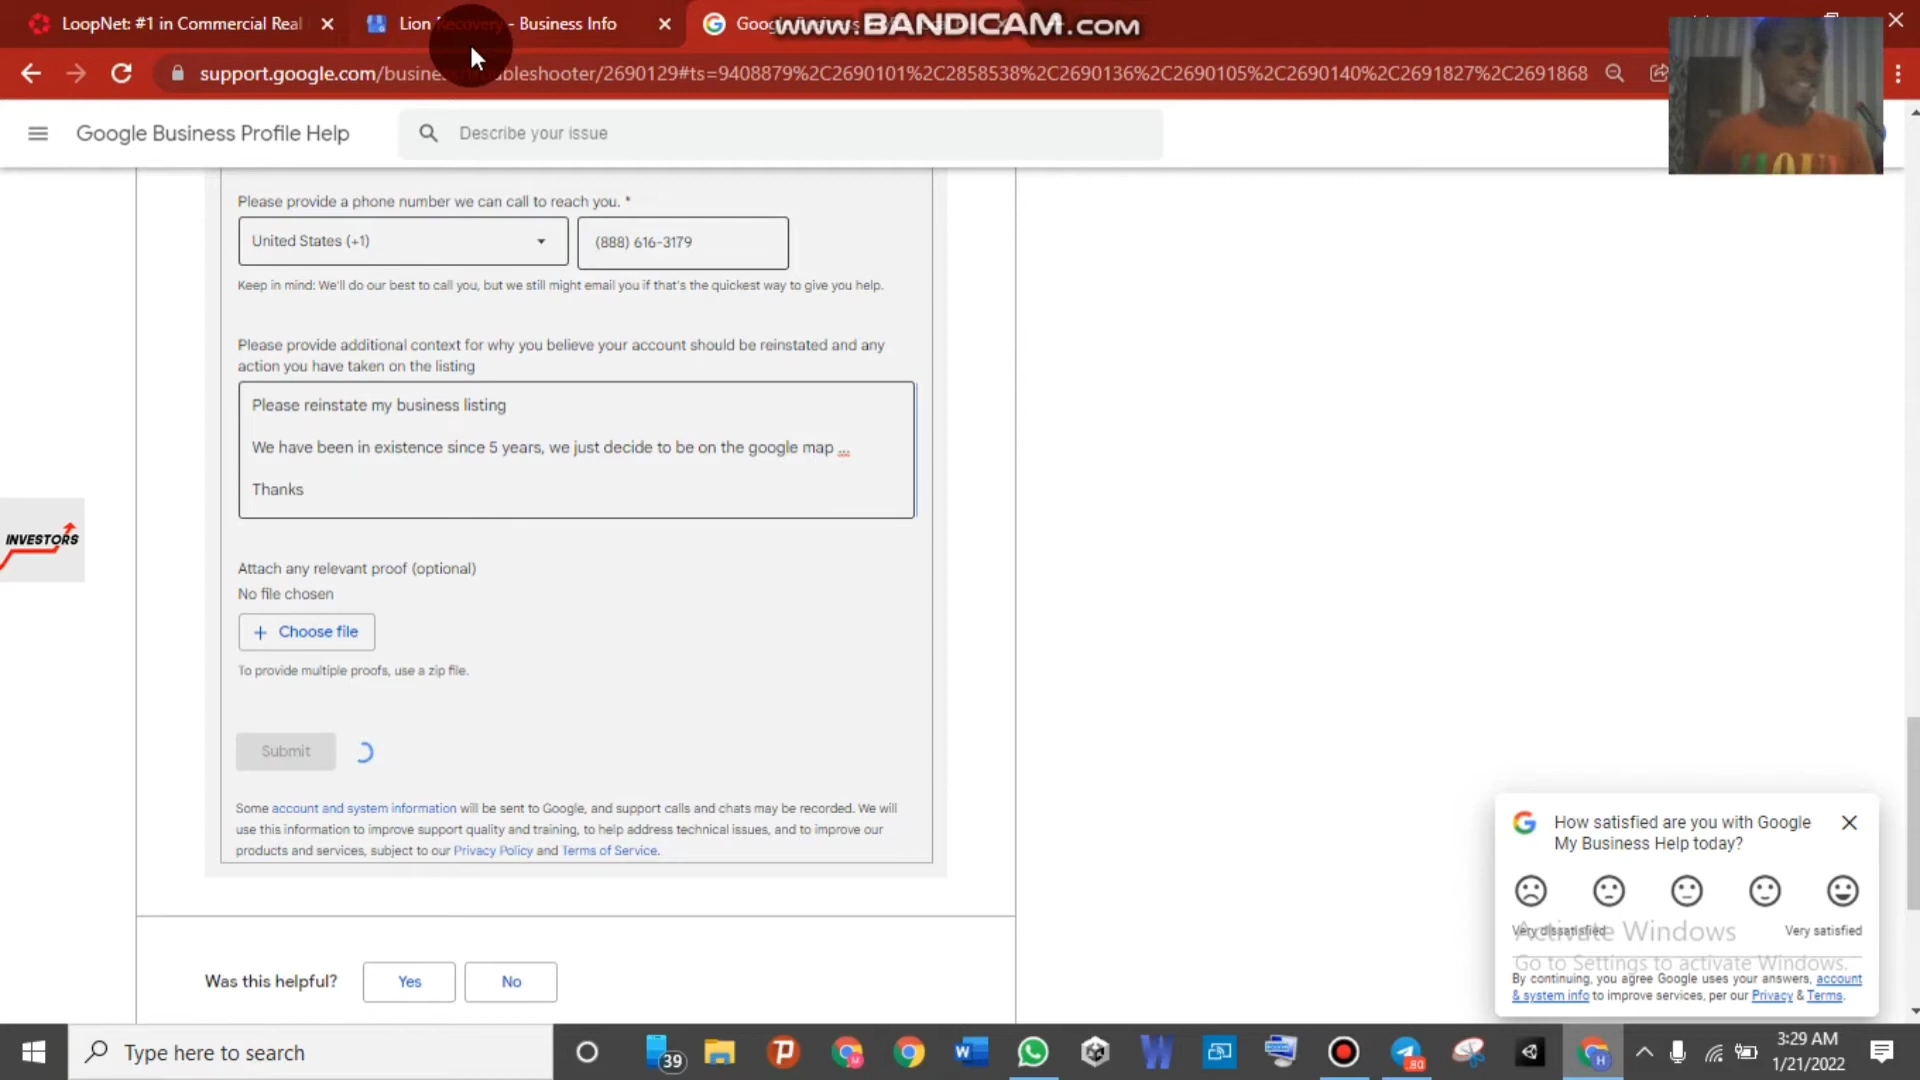 LoopNet: #1 in Commercial Real
Lion Recovery - Business Info
www.BANDICAM.com
support.google.com/busine
bleshooter/2690129#ts=9408879%2C2690101%2C2858538%2C2690136%2C2690105%2C2690140%2C2691827%2C2691868
Google Business Profile Help
Describe your issue
Please provide a phone number we can call to reach you. *
United States (+1)
(888) 616-3179
Keep in mind: We'll do our best to call you, but we still might email you if that's the quickest way to give you help.
Please provide additional context for why you believe your account should be reinstated and any
action you have taken on the listing
Please reinstate my business listing
We have been in existence since 5 years, we just decide to be on the google map ...
Thanks
INVESTORS
Attach any relevant proof (optional)
No file chosen
+ Choose file
To provide multiple proofs, use a zip file.
Submit
Some account and system information will be sent to Google, and support calls and chats may be recorded. We will
use this information to improve support quality and training, to help address technical issues, and to improve our
products and services, subject to our Privacy Policy and Terms of Service.
Was this helpful?
Yes
No
How satisfied are you with Google
My Business Help today?
Very dissatisfied
Very satisfied
Activate Windows
Go to Settings to activate Windows.
By continuing, you agree Google uses your answers, account
& system info to improve services, per our Privacy & Terms.
Type here to search
39
80
3:29 AM
1/21/2022